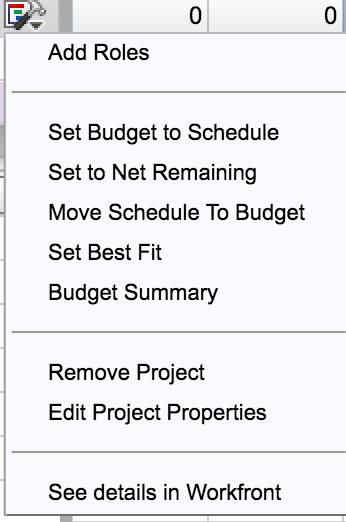 0 0
Add Roles
Set Budget to Schedule
Set to Net Remaining
Move Schedule To Budget
Set Best Fit
Budget Summary
Remove Project
Edit Project Properties
See details in Workfront